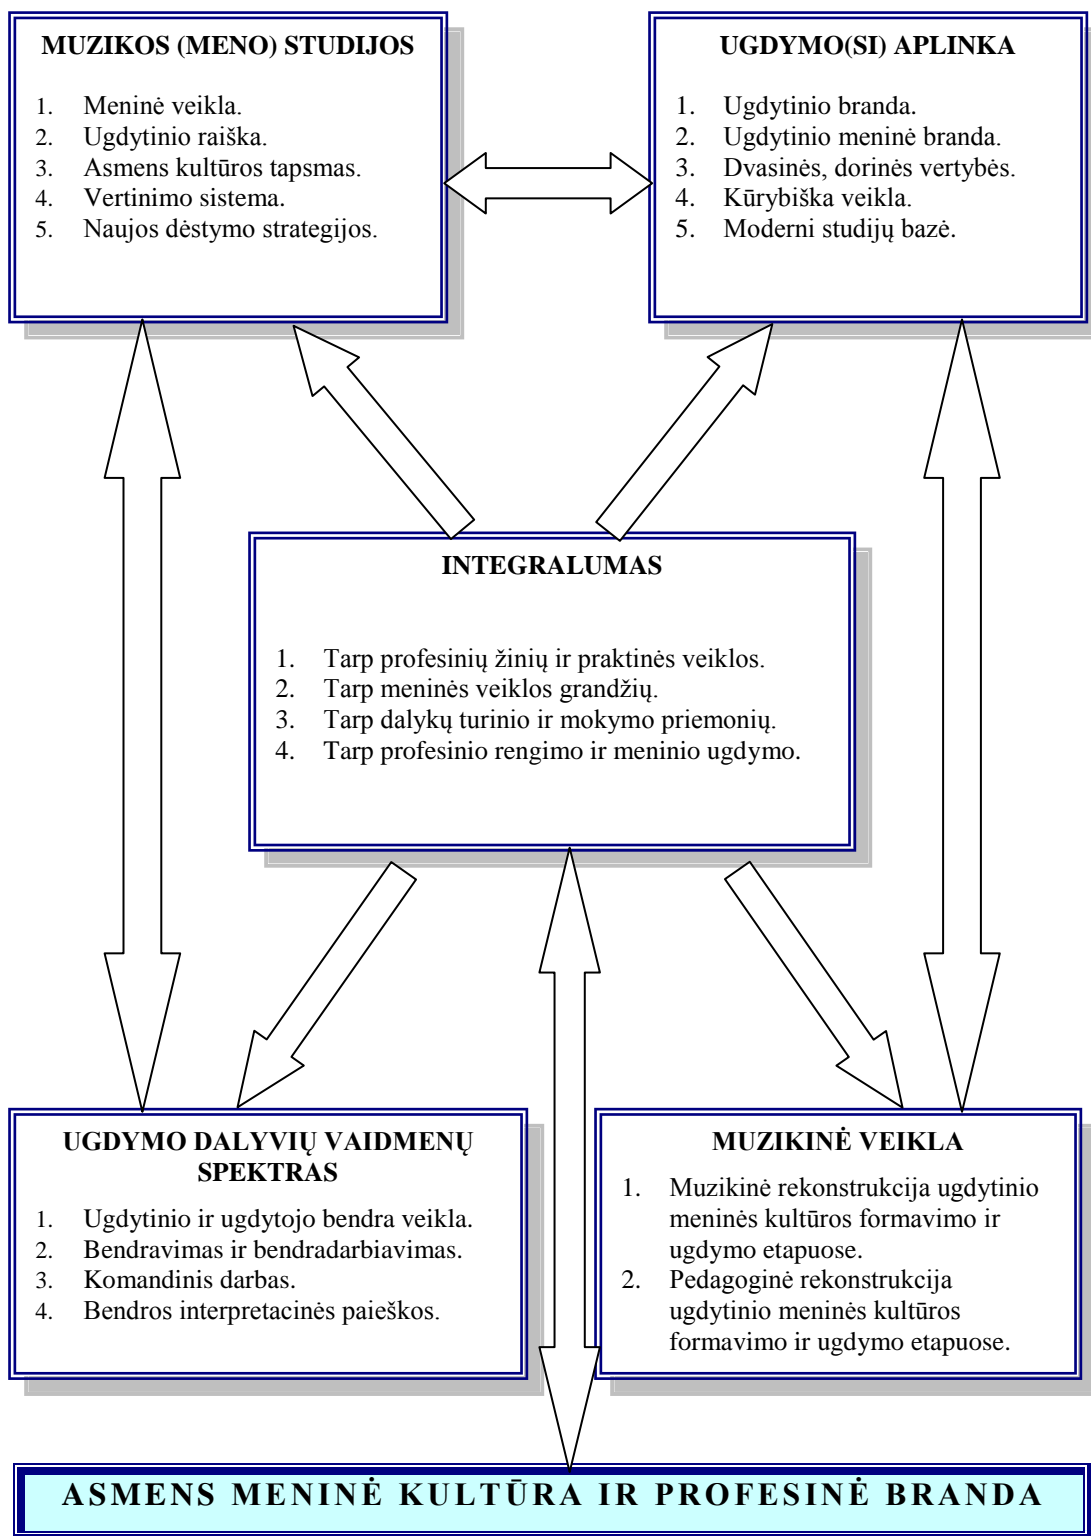 MUZIKOS (MENO) STUDIJOS
1. Meninė veikla.
2. Ugdytinio raiška.
3. Asmens kultūros tapsmas.
4. Vertinimo sistema.
5. Naujos dėstymo strategijos.
UGDYMO(SI) APLINKA
1. Ugdytinio branda.
2. Ugdytinio meninė branda.
3. Dvasinės, dorinės vertybės.
4. Kūrybiška veikla.
5. Moderni studijų bazė.
INTEGRALUMAS
1. Tarp profesinių žinių ir praktinės veiklos.
2. Tarp meninės veiklos grandžių.
3. Tarp dalykų turinio ir mokymo priemonių.
4. Tarp profesinio rengimo ir meninio ugdymo.
UGDYMO DALYVIŲ VAIDMENŲ
SPEKTRAS
1. Ugdytinio ir ugdytojo bendra veikla.
2. Bendravimas ir bendradarbiavimas.
3. Komandinis darbas.
4. Bendros interpretacinės paieškos.
MUZIKINĖ VEIKLA
1. Muzikinė rekonstrukcija ugdytinio
meninės kultūros formavimo ir
ugdymo etapuose.
2. Pedagoginė rekonstrukcija
ugdytinio meninės kultūros
formavimo ir ugdymo etapuose.
ASMENS MENINĖ KULTŪRA IR PROFESINĖ BRANDA